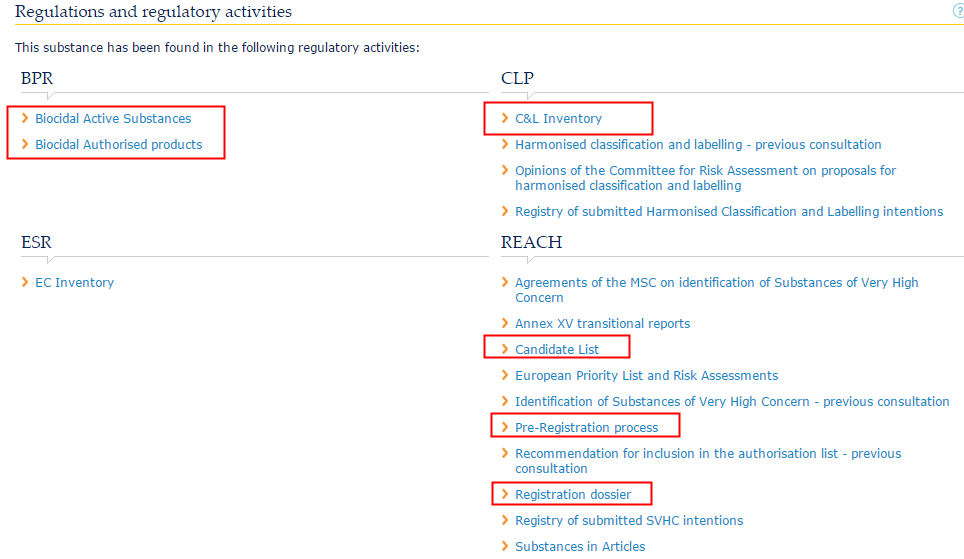 Regulations and regulatory activities
?
This substance has been found in the following regulatory activities:
BPR
Biocidal Active Substances
Biocidal Authorised products
CLP
C&L Inventory
Harmonised classification and labelling - previous consultation
Opinions of the Committee for Risk Assessment on proposals for
harmonised classification and labelling
Registry of submitted Harmonised Classification and Labelling intentions
ESR
EC Inventory
REACH
Agreements of the MSC on identification of Substances of Very High
Concern
Annex XV transitional reports
Candidate List
European Priority List and Risk Assessments
Identification of Substances of Very High Concern - previous consultation
Pre-Registration process
Recommendation for inclusion in the authorisation list - previous
consultation
Registration dossier
Registry of submitted SVHC intentions
Substances in Articles